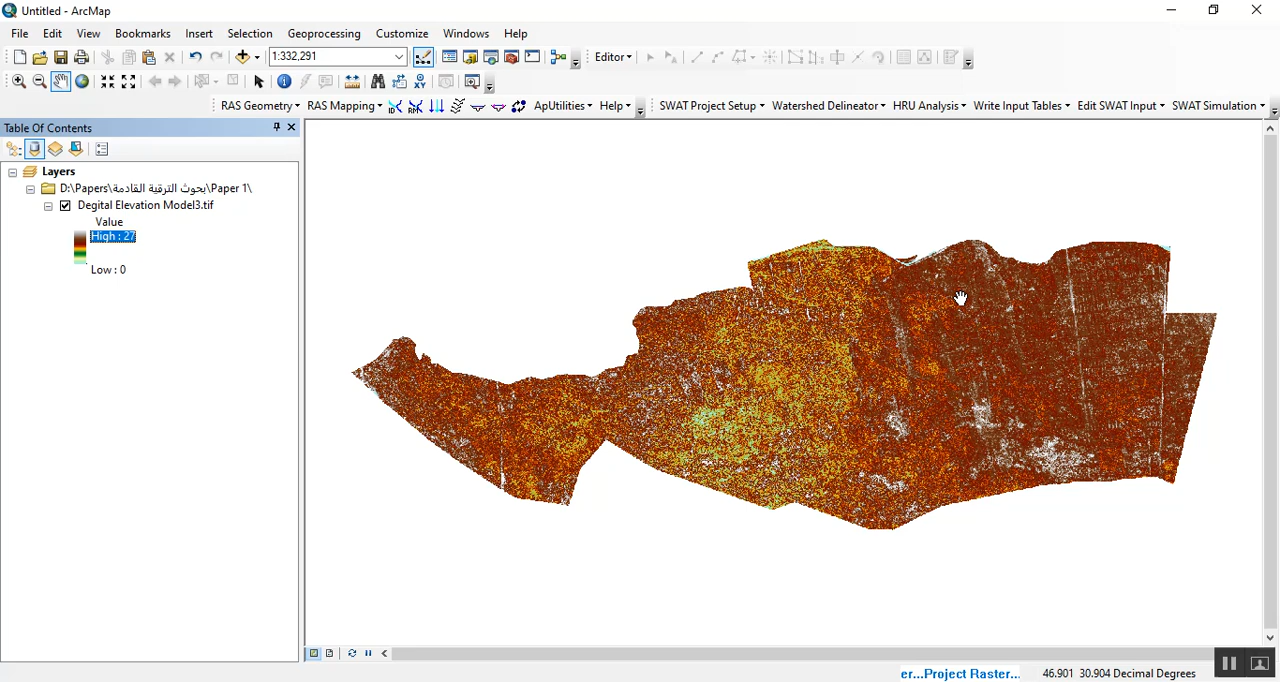 Untitled - ArcMap
File Edit View Bookmarks Insert Selection Geoprocessing Customize Windows Help
1:332,291 Editor
RAS Geometry RAS Mapping ID RAS ApUtilities Help SWAT Project Setup Watershed Delineator HRU Analysis Write Input Tables Edit SWAT Input SWAT Simulation
Table Of Contents
Layers
D:\Papers\بحوث الترقية القادمة\Paper 1\
Degital Elevation Model3.tif
Value
High : 27
Low : 0
er...Project Raster... 46.901 30.904 Decimal Degrees